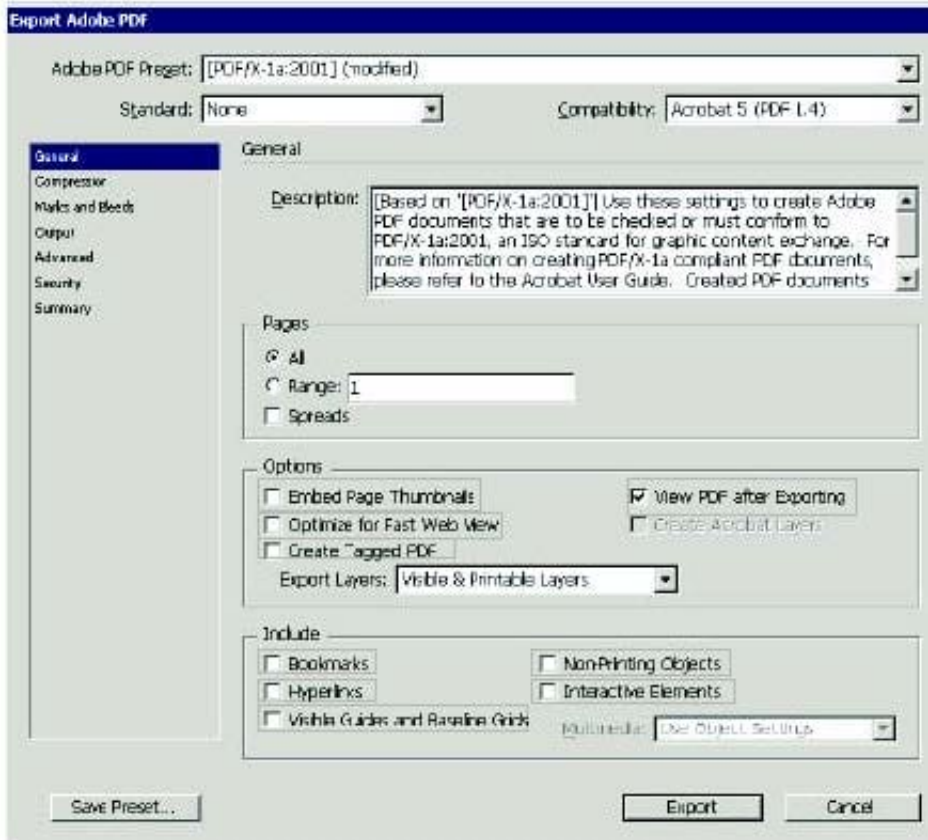 Export Adobe PDF
Adobe PDF Preset: [PDF/X-1a:2001] (modified)
Standard: None
Compatibility: Acrobat 5 (PDF 1.4)
General
Compression
Marks and Bleeds
Output
Advanced
Security
Summary
General
Description: [Based on '[PDF/X-1a:2001]'] Use these settings to create Adobe
PDF documents that are to be checked or must conform to
PDF/X-1a:2001, an ISO standard for graphic content exchange. For
more information on creating PDF/X-1a compliant PDF documents,
please refer to the Acrobat User Guide. Created PDF documents
Pages
All
Range: 1
Spreads
Options
Embed Page Thumbnails
View PDF after Exporting
Optimize for Fast Web View
Create Acrobat Layers
Create Tagged PDF
Export Layers: Visible & Printable Layers
Include
Bookmarks
Non-Printing Objects
Hyperlinks
Interactive Elements
Visible Guides and Baseline Grids
Multimedia: Use Object Settings
Save Preset...
Export
Cancel